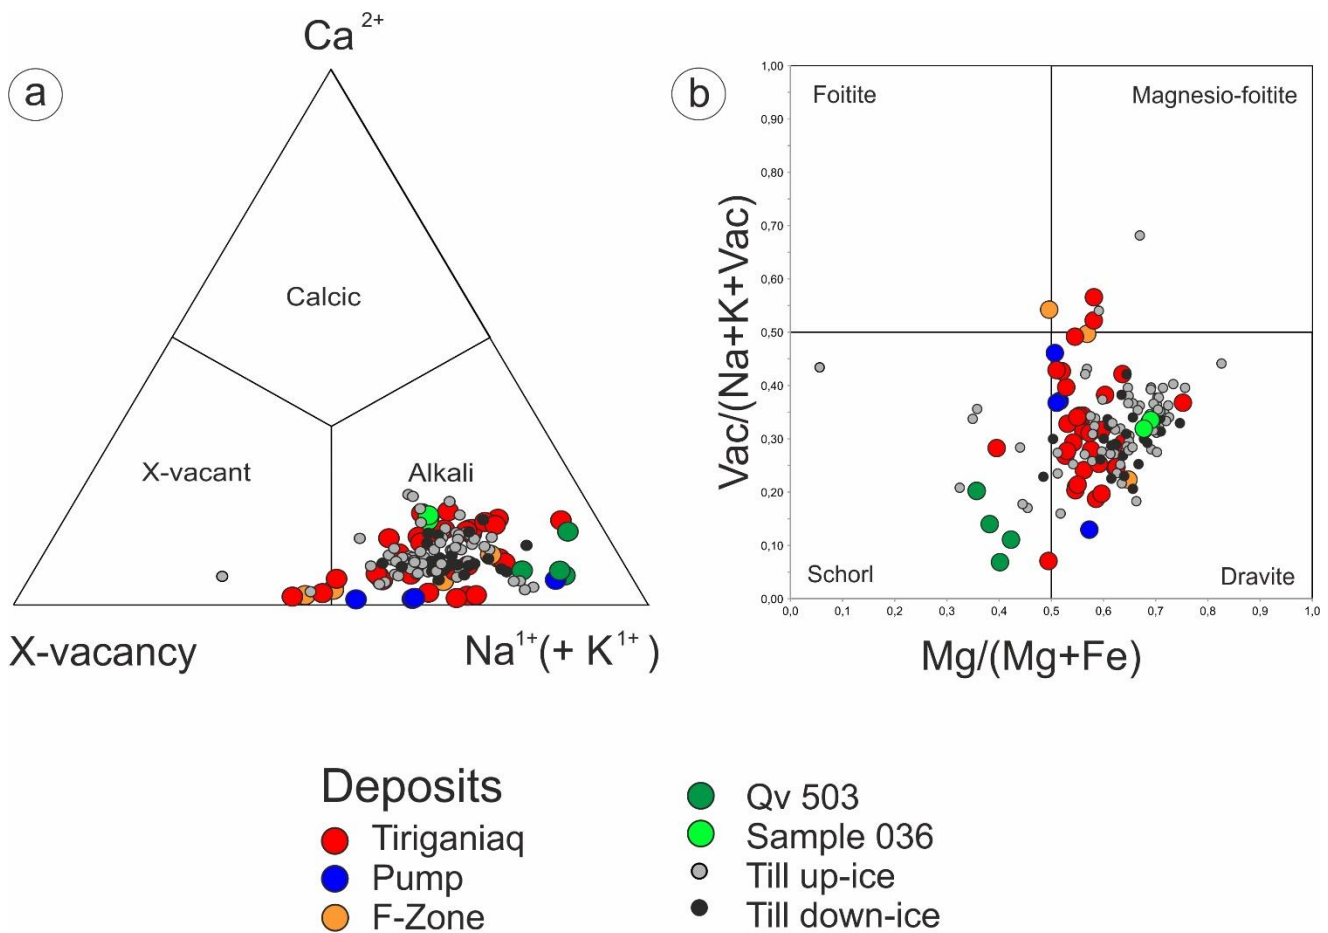 a
Ca2+
Calcic
X-vacant
Alkali
X-vacancy
Na1+(+ K1+)
b
Vac/(Na+K+Vac)
1,00
0,90
0,80
0,70
0,60
0,50
0,40
0,30
0,20
0,10
0,00
Foitite
Magnesio-foitite
Schorl
Dravite
0,0 0,1 0,2 0,3 0,4 0,5 0,6 0,7 0,8 0,9 1,0
Mg/(Mg+Fe)
Deposits
Tiriganiaq
Pump
F-Zone
Qv 503
Sample 036
Till up-ice
Till down-ice